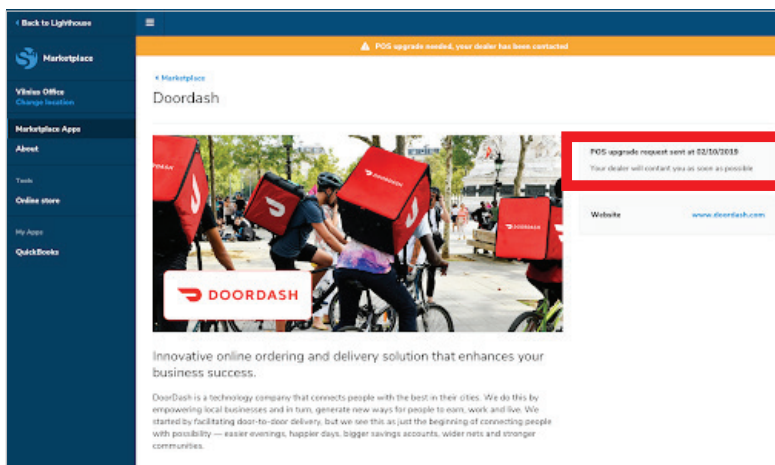 Back to Lighthouse
POS upgrade needed, your dealer has been contacted
Marketplace
Vilnius Office
Change location
Marketplace Apps
About
Tools
Online store
My Apps
QuickBooks
Marketplace
Doordash
DOORDASH
DOORDASH
POS upgrade request sent at 02/10/2019
Your dealer will contant you as soon as possible
Website www.doordash.com
Innovative online ordering and delivery solution that enhances your
business success.
DoorDash is a technology company that connects people with the best in their cities. We do this by
empowering local businesses and in turn, generate new ways for people to earn, work and live. We
started by facilitating door-to-door delivery, but we see this as just the beginning of connecting people
with possibility — easier evenings, happier days, bigger savings accounts, wider nets and stronger
communities.